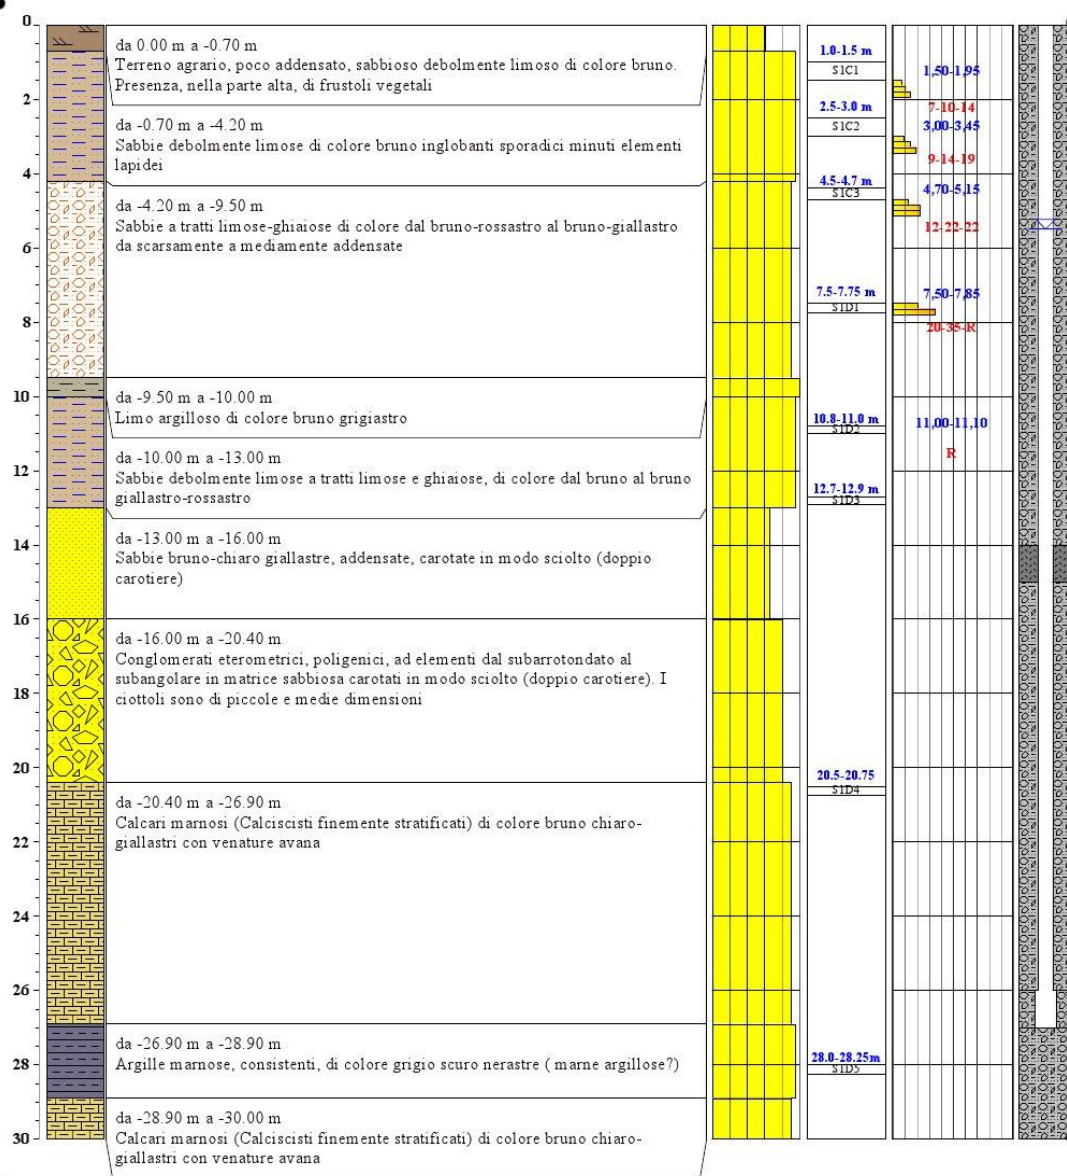 0
2
4
6
8
10
12
14
16
18
20
22
24
26
28
30
da 0.00 m a -0.70 m
Terreno agrario, poco addensato, sabbioso debolmente limoso di colore bruno.
Presenza, nella parte alta, di frustoli vegetali
da -0.70 m a -4.20 m
Sabbie debolmente limose di colore bruno inglobanti sporadici minuti elementi
lapidei
da -4.20 m a -9.50 m
Sabbie a tratti limose-ghiaiose di colore dal bruno-rossastro al bruno-giallastro
da scarsamente a mediamente addensate
da -9.50 m a -10.00 m
Limo argilloso di colore bruno grigiastro
da -10.00 m a -13.00 m
Sabbie debolmente limose a tratti limose e ghiaiose, di colore dal bruno al bruno
giallastro-rossastro
da -13.00 m a -16.00 m
Sabbie bruno-chiaro giallastre, addensate, carotate in modo sciolto (doppio
carotiere)
da -16.00 m a -20.40 m
Conglomerati eterometrici, poligenici, ad elementi dal subarrotondato al
subangolare in matrice sabbiosa carotati in modo sciolto (doppio carotiere). I
ciottoli sono di piccole e medie dimensioni
da -20.40 m a -26.90 m
Calcari marnosi (Calciscisti finemente stratificati) di colore bruno chiaro-
giallastri con venature avana
da -26.90 m a -28.90 m
Argille marnose, consistenti, di colore grigio scuro nerastre ( marne argillose?)
da -28.90 m a -30.00 m
Calcari marnosi (Calciscisti finemente stratificati) di colore bruno chiaro-
giallastri con venature avana
1.0-1.5 m
S1C1
2.5-3.0 m
S1C2
4.5-4.7 m
S1C3
7.5-7.75 m
S1D1
10.8-11.0 m
S1D2
12.7-12.9 m
S1D3
20.5-20.75
S1D4
28.0-28.25m
S1D5
1,50-1,95
7-10-14
3,00-3,45
9-14-19
4,70-5,15
12-22-22
7,50-7,85
20-35-R
11,00-11,10
R